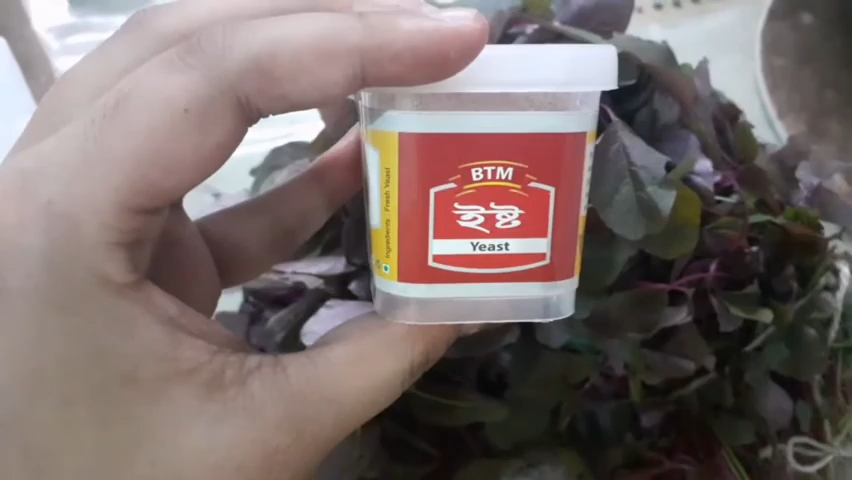 BTM
ইষ্ট
Yeast
Ingredients : Fresh Yeast